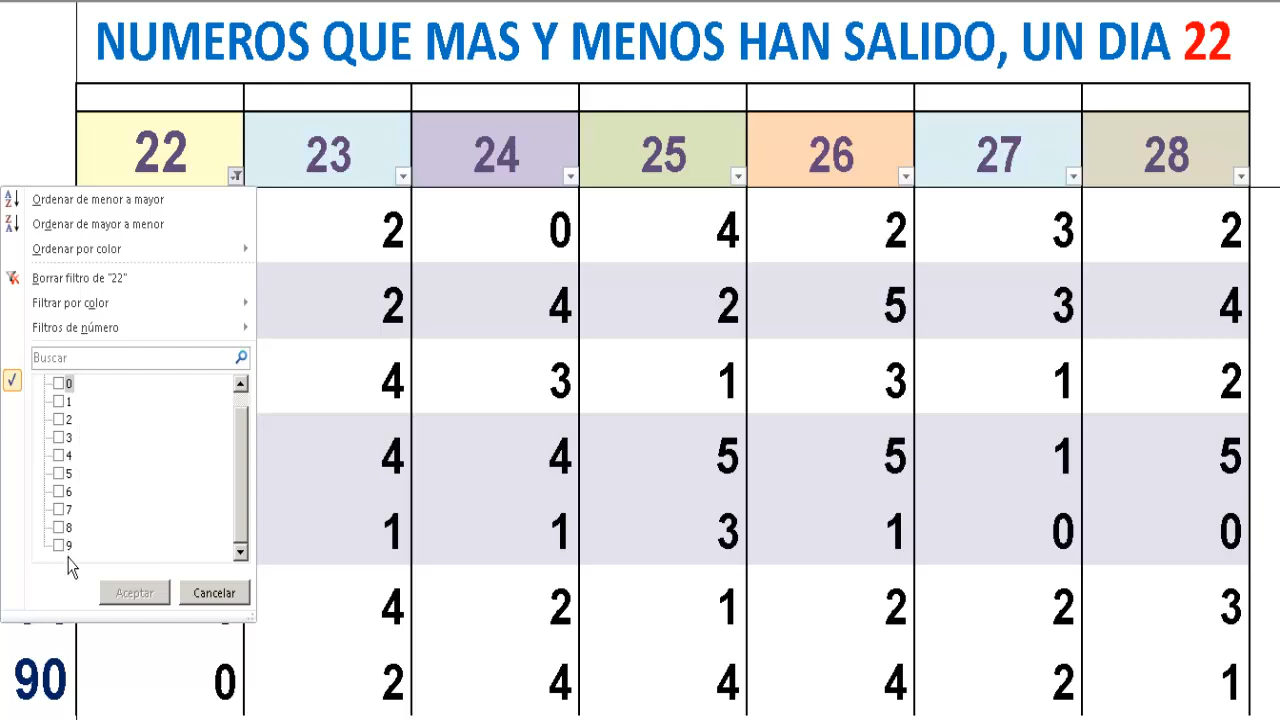 NUMEROS QUE MAS Y MENOS HAN SALIDO, UN DIA 22
22 23 24 25 26 27 28
Ordenar de menor a mayor
Ordenar de mayor a menor
Ordenar por color
Borrar filtro de "22"
Filtrar por color
Filtros de número
Buscar
0
1
2
3
4
5
6
7
8
9
Aceptar Cancelar
2 0 4 2 3 2
2 4 2 5 3 4
4 3 1 3 1 2
4 4 5 5 1 5
1 1 3 1 0 0
4 2 1 2 2 3
90 0 2 4 4 4 2 1